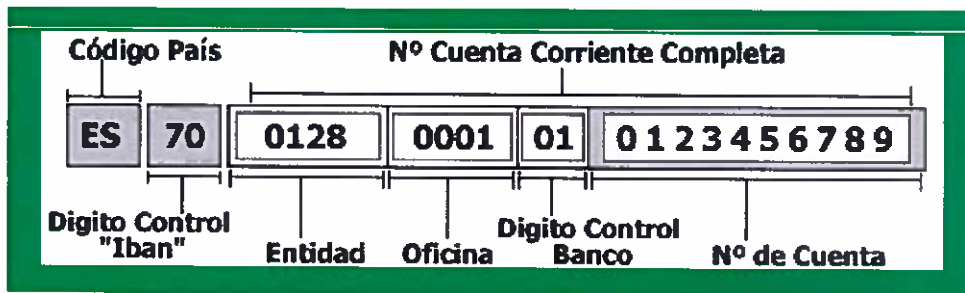 Código País
Nº Cuenta Corriente Completa
ES 70 0128 0001 01 0123456789
Digito Control
"Iban"
Entidad
Oficina
Digito Control
Banco
Nº de Cuenta